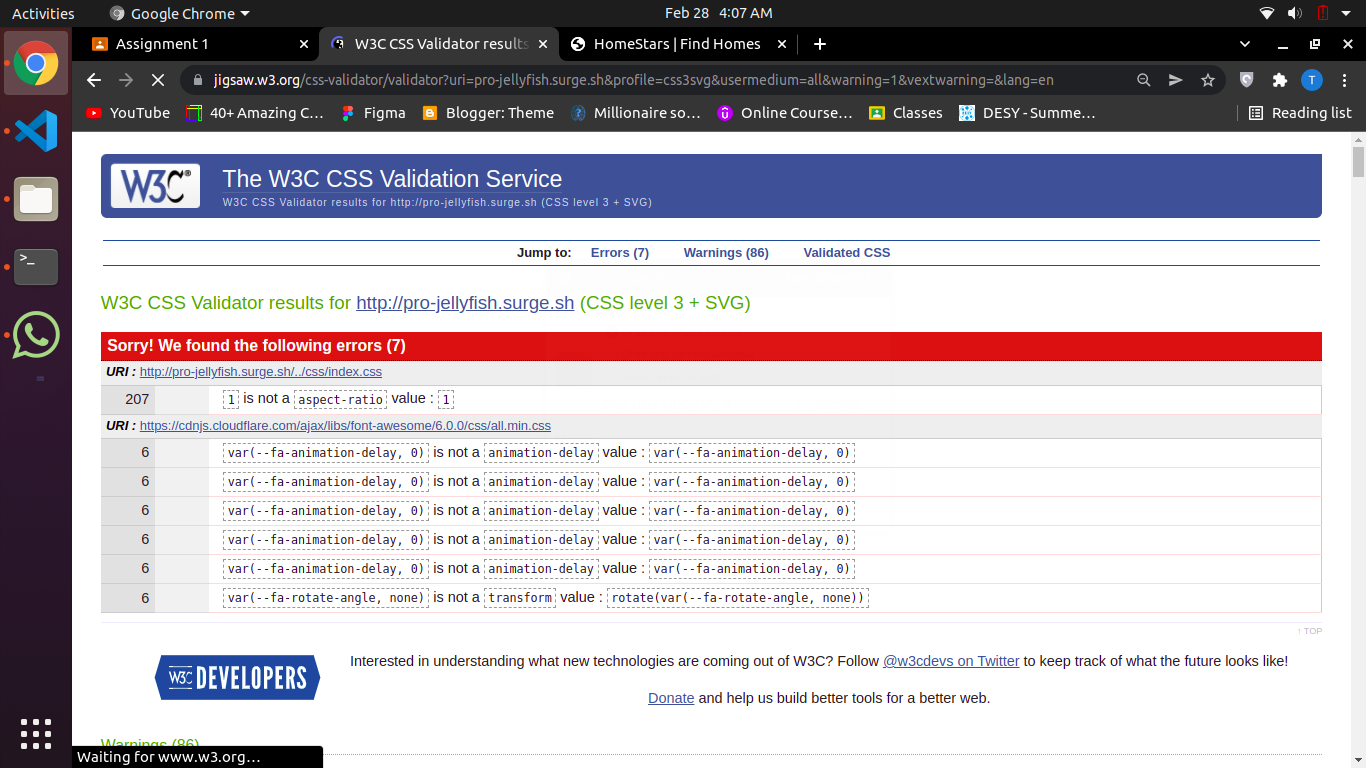 Activities Google Chrome Feb 28 4:07 AM
Assignment 1 W3C CSS Validator results HomeStars | Find Homes
jigsaw.w3.org/css-validator/validator?uri=pro-jellyfish.surge.sh&profile=css3svg&usermedium=all&warning=1&vextwarning=&lang=en T
YouTube 40+ Amazing C… Figma Blogger: Theme Millionaire so… Online Course… Classes DESY - Summe… Reading list
W3C® The W3C CSS Validation Service
W3C CSS Validator results for http://pro-jellyfish.surge.sh (CSS level 3 + SVG)
Jump to: Errors (7) Warnings (86) Validated CSS
W3C CSS Validator results for http://pro-jellyfish.surge.sh (CSS level 3 + SVG)
Sorry! We found the following errors (7)
URI : http://pro-jellyfish.surge.sh/../css/index.css
207 1 is not a aspect-ratio value : 1
URI : https://cdnjs.cloudflare.com/ajax/libs/font-awesome/6.0.0/css/all.min.css
6 var(--fa-animation-delay, 0) is not a animation-delay value : var(--fa-animation-delay, 0)
6 var(--fa-animation-delay, 0) is not a animation-delay value : var(--fa-animation-delay, 0)
6 var(--fa-animation-delay, 0) is not a animation-delay value : var(--fa-animation-delay, 0)
6 var(--fa-animation-delay, 0) is not a animation-delay value : var(--fa-animation-delay, 0)
6 var(--fa-animation-delay, 0) is not a animation-delay value : var(--fa-animation-delay, 0)
6 var(--fa-rotate-angle, none) is not a transform value : rotate(var(--fa-rotate-angle, none))
↑ TOP
W3C DEVELOPERS Interested in understanding what new technologies are coming out of W3C? Follow @w3cdevs on Twitter to keep track of what the future looks like!
Donate and help us build better tools for a better web.
Warnings (86)
Waiting for www.w3.org…